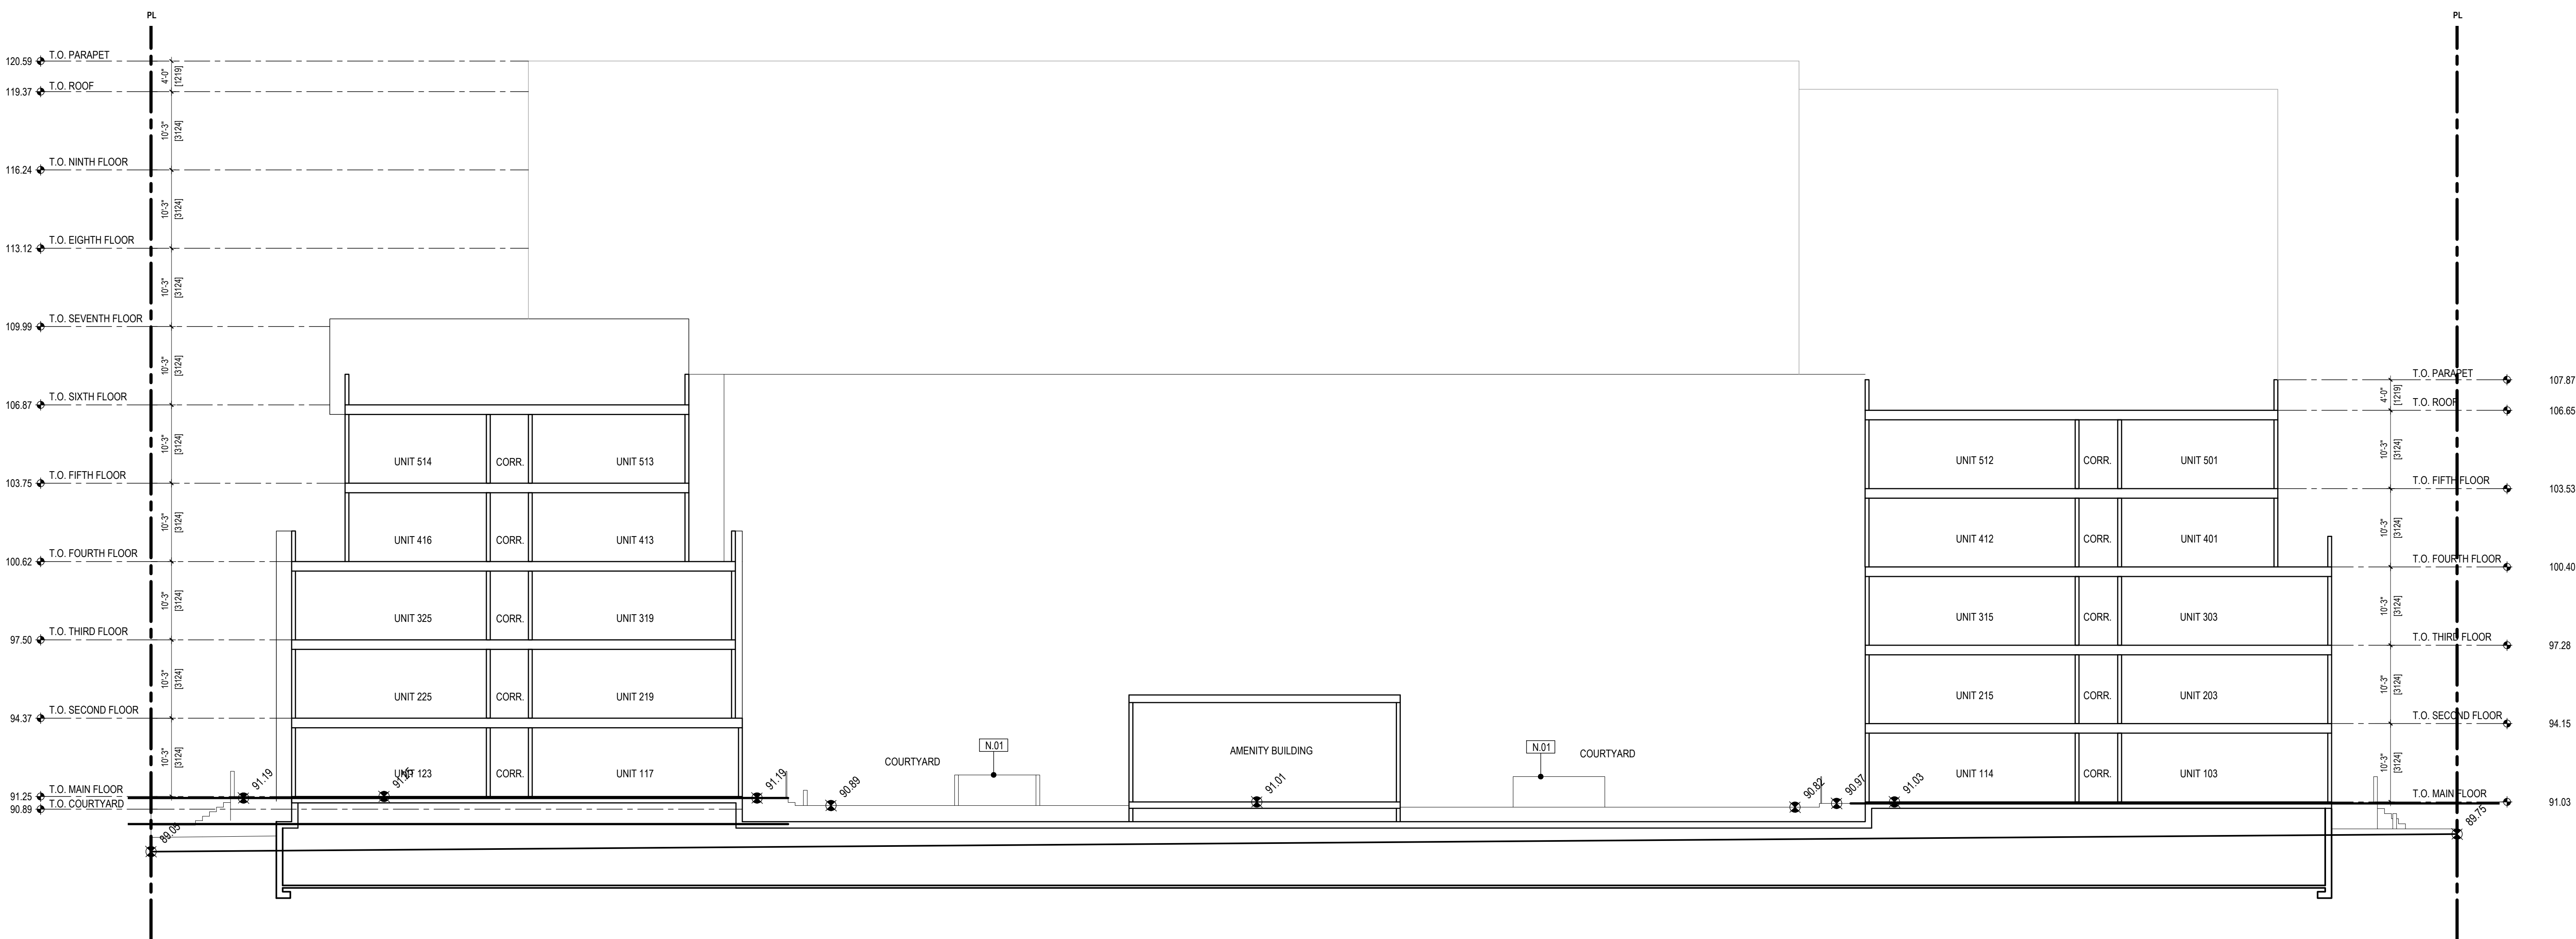 PL
PL
120.59 T.O. PARAPET
4'-0" [1219]
119.37 T.O. ROOF
10'-3" [3124]
116.24 T.O. NINTH FLOOR
10'-3" [3124]
113.12 T.O. EIGHTH FLOOR
10'-3" [3124]
109.99 T.O. SEVENTH FLOOR
10'-3" [3124]
106.87 T.O. SIXTH FLOOR
10'-3" [3124]
103.75 T.O. FIFTH FLOOR
10'-3" [3124]
100.62 T.O. FOURTH FLOOR
10'-3" [3124]
97.50 T.O. THIRD FLOOR
10'-3" [3124]
94.37 T.O. SECOND FLOOR
10'-3" [3124]
91.25 T.O. MAIN FLOOR
90.89 T.O. COURTYARD
UNIT 514 CORR. UNIT 513
UNIT 416 CORR. UNIT 413
UNIT 325 CORR. UNIT 319
UNIT 225 CORR. UNIT 219
UNIT 123 CORR. UNIT 117
89.05
91.19
91.25
91.19
90.89
COURTYARD
N.01
AMENITY BUILDING
91.01
N.01
COURTYARD
90.82
90.97
91.03
UNIT 512 CORR. UNIT 501
UNIT 412 CORR. UNIT 401
UNIT 315 CORR. UNIT 303
UNIT 215 CORR. UNIT 203
UNIT 114 CORR. UNIT 103
T.O. PARAPET 107.87
4'-0" [1219]
T.O. ROOF 106.65
10'-3" [3124]
T.O. FIFTH FLOOR 103.53
10'-3" [3124]
T.O. FOURTH FLOOR 100.40
10'-3" [3124]
T.O. THIRD FLOOR 97.28
10'-3" [3124]
T.O. SECOND FLOOR 94.15
10'-3" [3124]
T.O. MAIN FLOOR 91.03
89.75